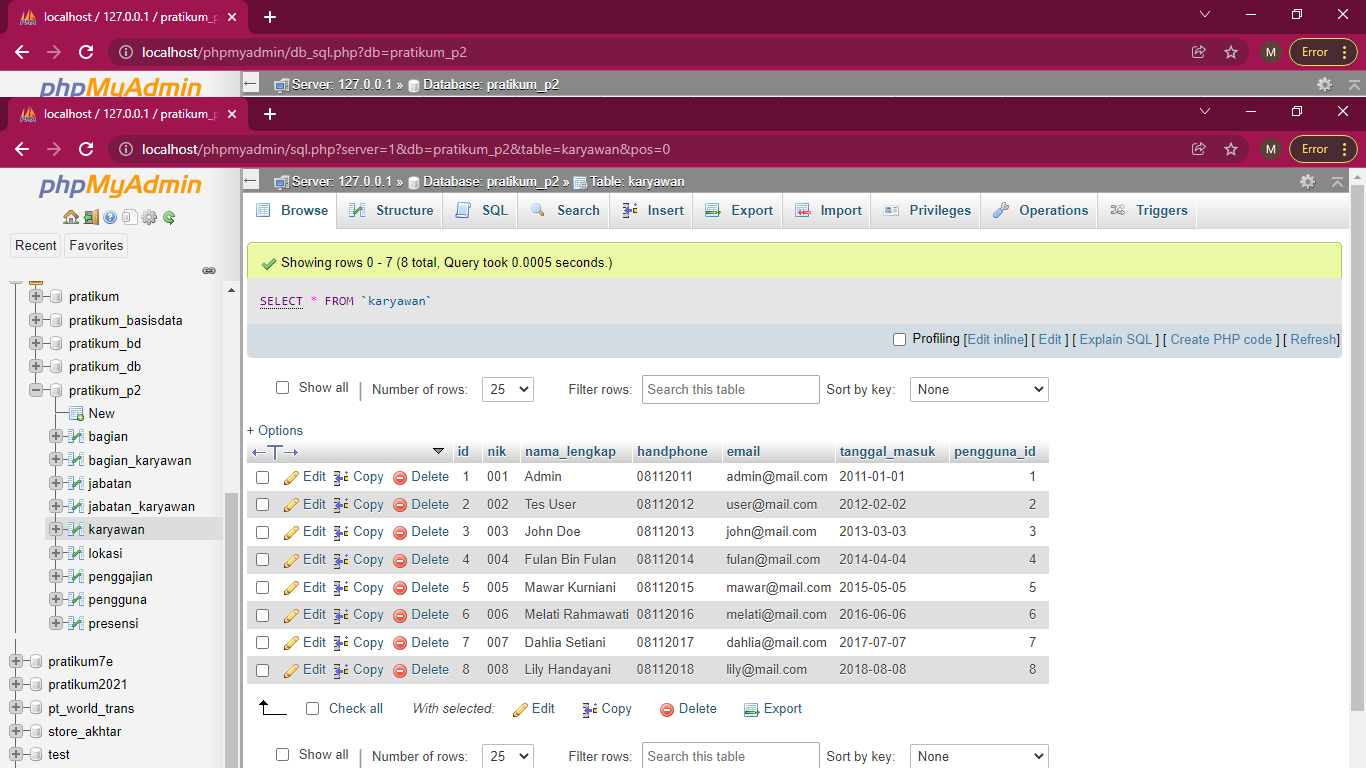 localhost / 127.0.0.1 / pratikum_p
localhost/phpmyadmin/db_sql.php?db=pratikum_p2
M
Error
phpMyAdmin
Server: 127.0.0.1 » Database: pratikum_p2
localhost / 127.0.0.1 / pratikum_p
localhost/phpmyadmin/sql.php?server=1&db=pratikum_p2&table=karyawan&pos=0
M
Error
phpMyAdmin
Recent Favorites
pratikum
pratikum_basisdata
pratikum_bd
pratikum_db
pratikum_p2
New
bagian
bagian_karyawan
jabatan
jabatan_karyawan
karyawan
lokasi
penggajian
pengguna
presensi
pratikum7e
pratikum2021
pt_world_trans
store_akhtar
test
Server: 127.0.0.1 » Database: pratikum_p2 » Table: karyawan
Browse Structure SQL Search Insert Export Import Privileges Operations Triggers
Showing rows 0 - 7 (8 total, Query took 0.0005 seconds.)
SELECT * FROM `karyawan`
Profiling [Edit inline] [ Edit ] [ Explain SQL ] [ Create PHP code ] [ Refresh]
Show all | Number of rows: 25 Filter rows: Search this table Sort by key: None
+ Options
←T→ id nik nama_lengkap handphone email tanggal_masuk pengguna_id
Edit Copy Delete 1 001 Admin 08112011 admin@mail.com 2011-01-01 1
Edit Copy Delete 2 002 Tes User 08112012 user@mail.com 2012-02-02 2
Edit Copy Delete 3 003 John Doe 08112013 john@mail.com 2013-03-03 3
Edit Copy Delete 4 004 Fulan Bin Fulan 08112014 fulan@mail.com 2014-04-04 4
Edit Copy Delete 5 005 Mawar Kurniani 08112015 mawar@mail.com 2015-05-05 5
Edit Copy Delete 6 006 Melati Rahmawati 08112016 melati@mail.com 2016-06-06 6
Edit Copy Delete 7 007 Dahlia Setiani 08112017 dahlia@mail.com 2017-07-07 7
Edit Copy Delete 8 008 Lily Handayani 08112018 lily@mail.com 2018-08-08 8
Check all With selected: Edit Copy Delete Export
Show all | Number of rows: 25 Filter rows: Search this table Sort by key: None